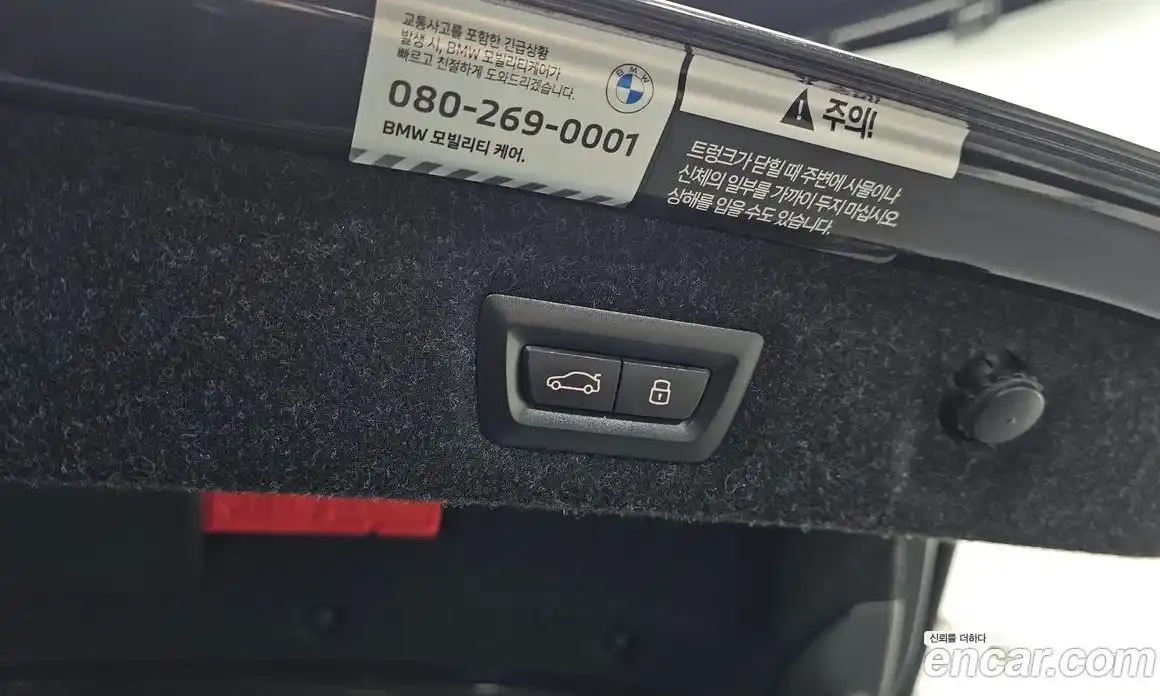 교통사고를 포함한 긴급상황
발생 시, BMW 모빌리티케어가
빠르고 친절하게 도와드리겠습니다.
BMW
080-269-0001
BMW 모빌리티 케어.
주의!
트렁크가 닫힐 때 주변에 사물이나
신체의 일부를 가까이 두지 마십시오
상해를 입을 수도 있습니다.
신뢰를 더하다
encar.com